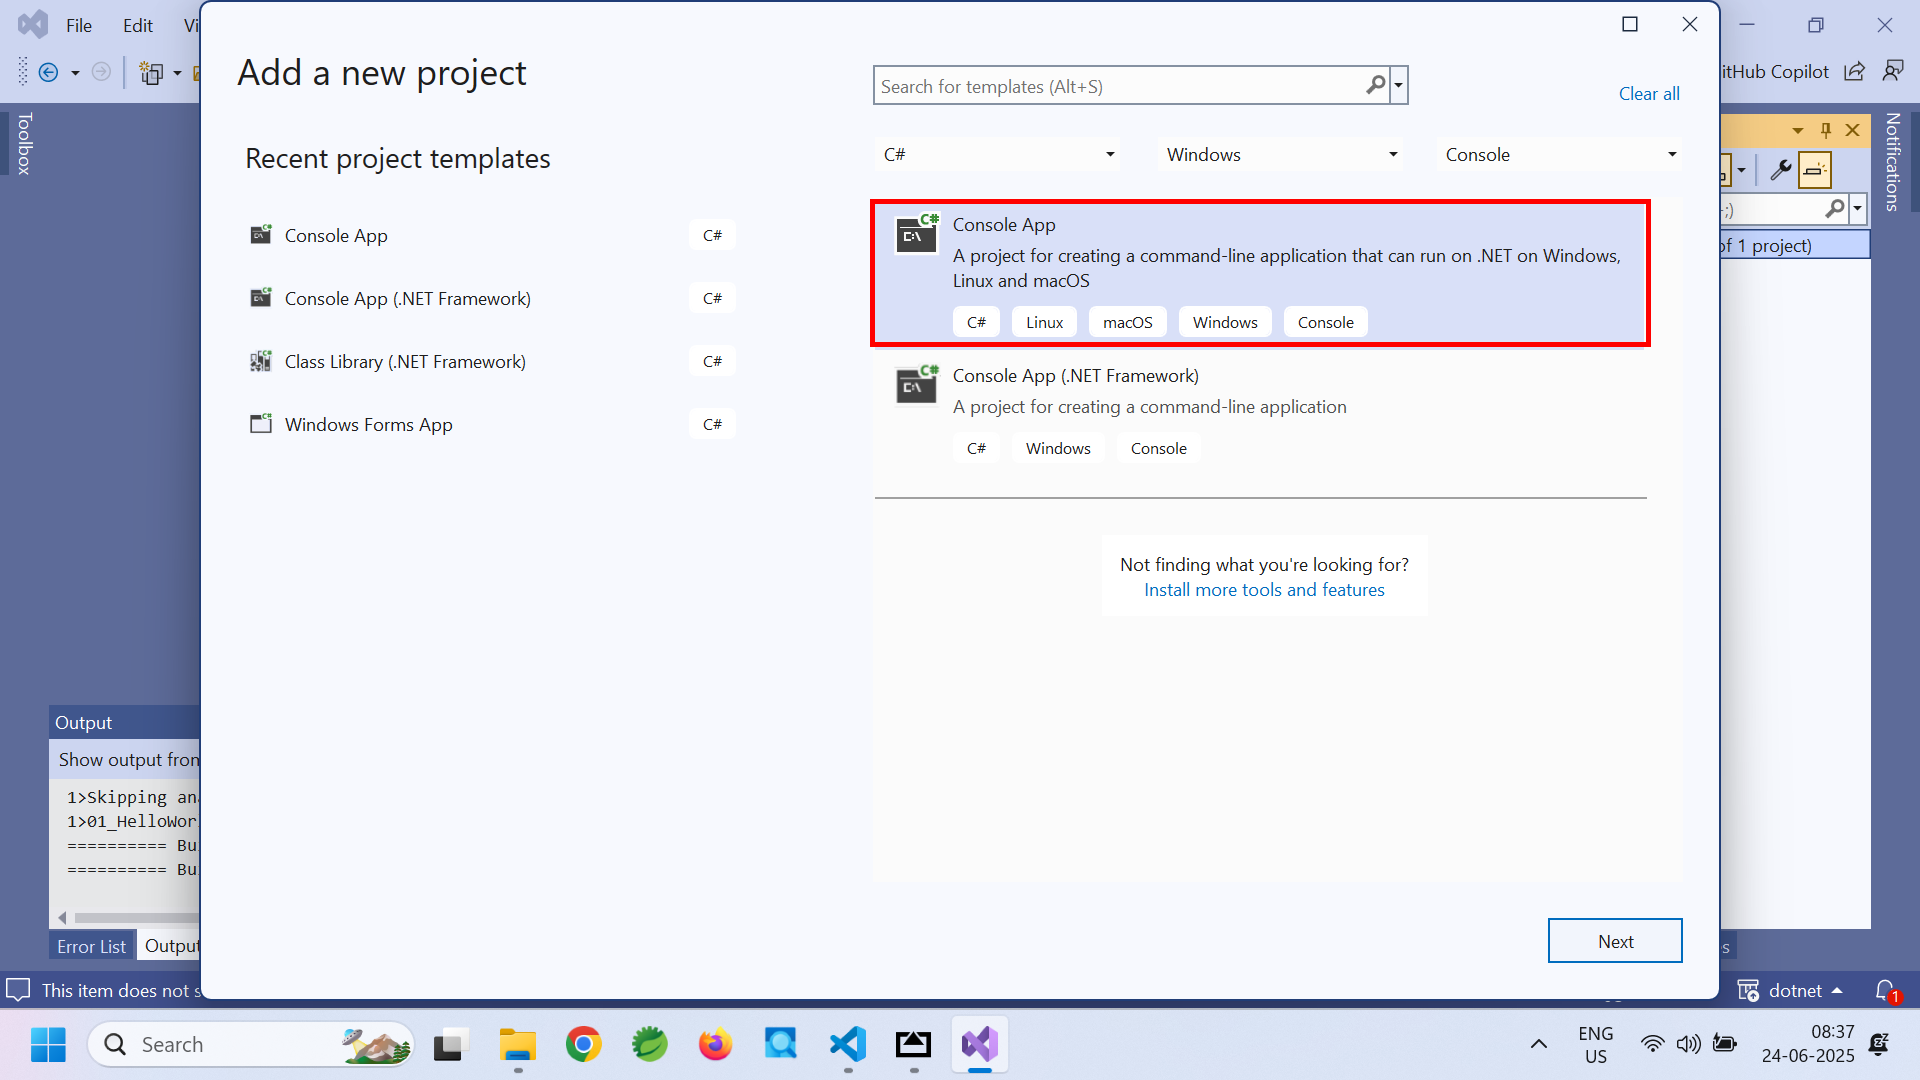 File Edit
Add a new project
Search for templates (Alt+S)
Clear all
itHub Copilot
Toolbox
Notifications
Recent project templates
C#
Windows
Console
Console App
C#
Console App (.NET Framework)
C#
Class Library (.NET Framework)
C#
Windows Forms App
C#
Console App
A project for creating a command-line application that can run on .NET on Windows,
Linux and macOS
C# Linux macOS Windows Console
Console App (.NET Framework)
A project for creating a command-line application
C# Windows Console
Not finding what you're looking for?
Install more tools and features
;)
of 1 project)
Output
Show output from
1>Skipping ana
1>01_HelloWor
========== Bu
========== Bu
Error List Output
Next
This item does not s
dotnet
1
Search
C#
C:\
ENG
US
08:37
24-06-2025